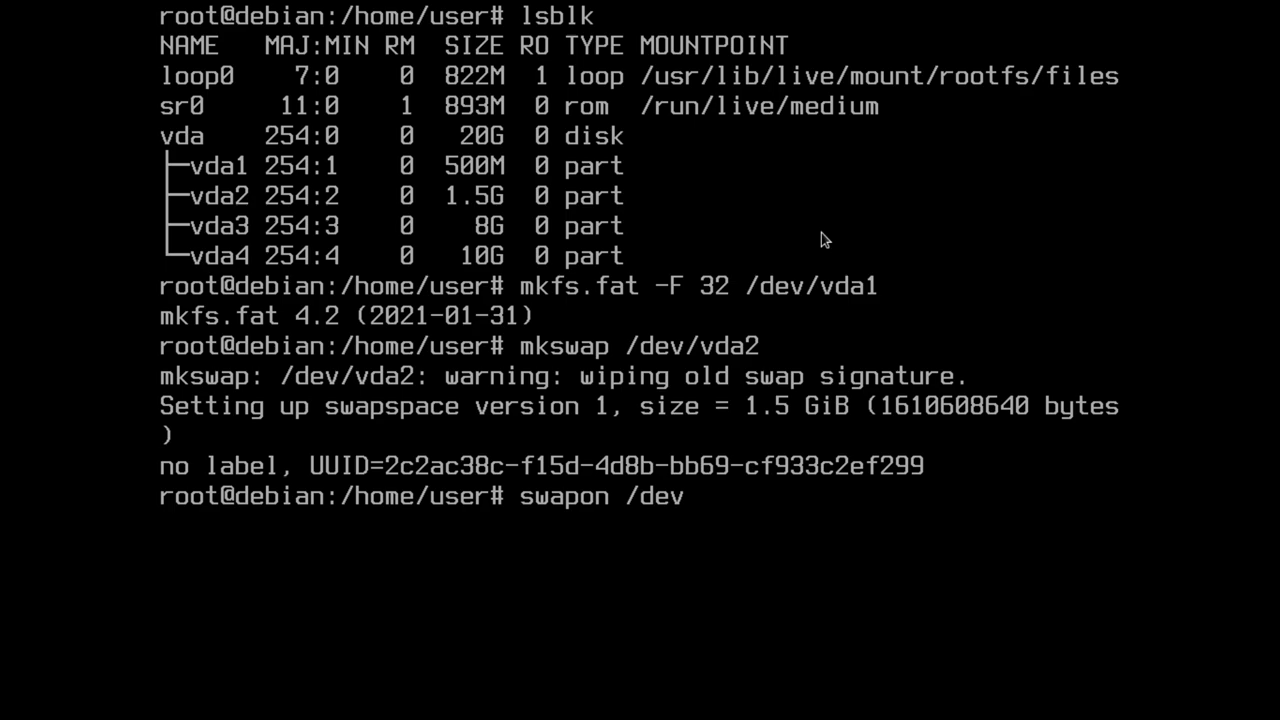 root@debian:/home/user# lsblk
NAME   MAJ:MIN RM   SIZE RO TYPE MOUNTPOINT
loop0    7:0    0   822M  1 loop /usr/lib/live/mount/rootfs/files
sr0     11:0    1   893M  0 rom  /run/live/medium
vda    254:0    0    20G  0 disk
├─vda1 254:1    0   500M  0 part
├─vda2 254:2    0   1.5G  0 part
├─vda3 254:3    0     8G  0 part
└─vda4 254:4    0    10G  0 part
root@debian:/home/user# mkfs.fat -F 32 /dev/vda1
mkfs.fat 4.2 (2021-01-31)
root@debian:/home/user# mkswap /dev/vda2
mkswap: /dev/vda2: warning: wiping old swap signature.
Setting up swapspace version 1, size = 1.5 GiB (1610608640 bytes
)
no label, UUID=2c2ac38c-f15d-4d8b-bb69-cf933c2ef299
root@debian:/home/user# swapon /dev